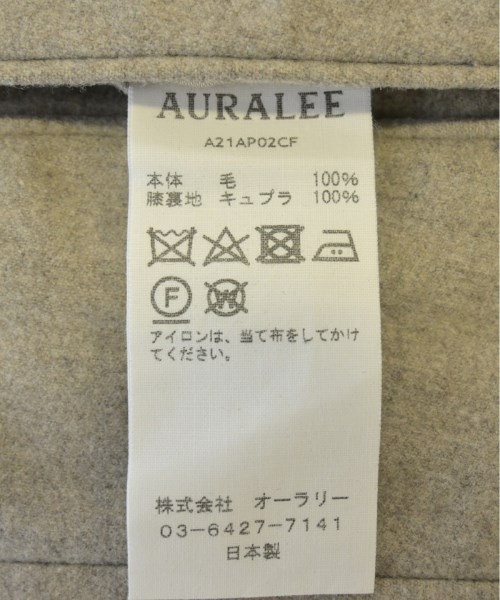 AURALEE
A21AP02CF
本体 毛 100%
膝裏地 キュプラ 100%
F W
アイロンは、当て布をしてかけ
てください。
株式会社 オーラリー
03-6427-7141
日本製